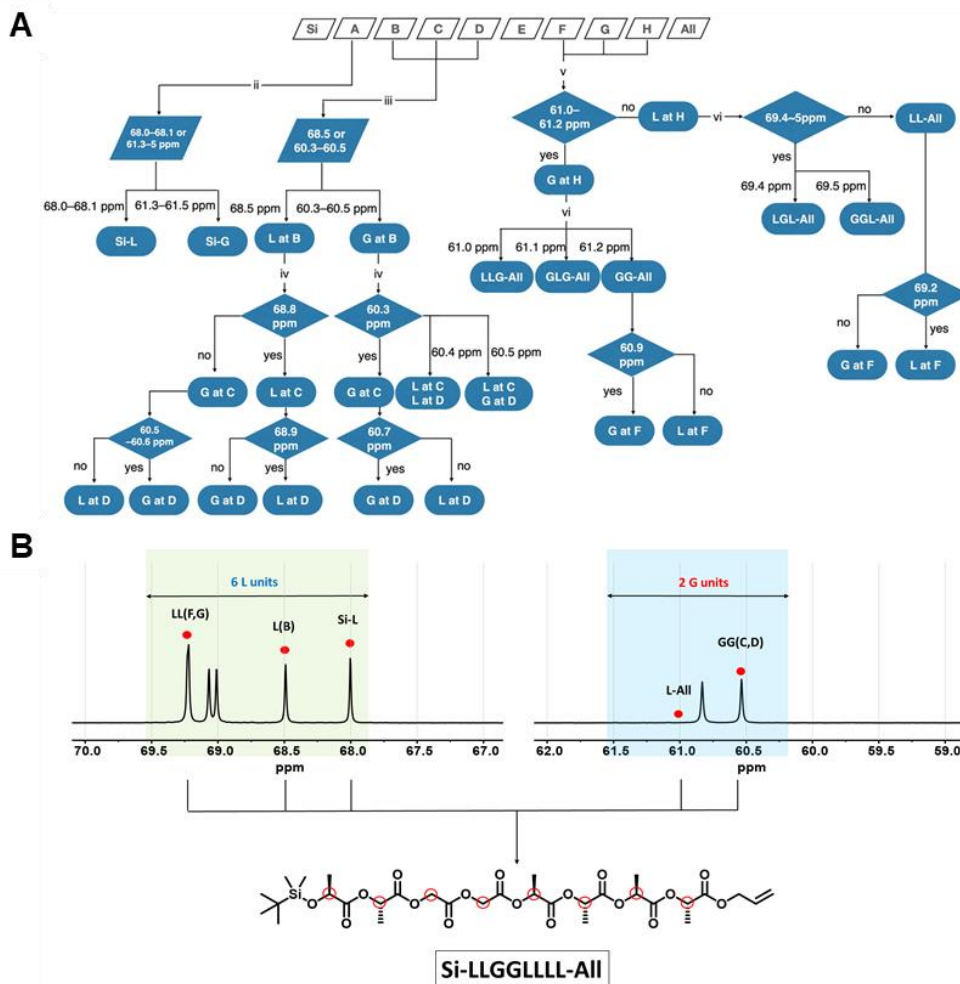 A
Si A B C D E F G H All
ii
iii
v
68.0–68.1 or
61.3–5 ppm
68.5 or
60.3–60.5
61.0–
61.2 ppm
no
L at H
vi
69.4~5ppm
no
LL-All
yes
G at H
yes
68.0–68.1 ppm
61.3–61.5 ppm
68.5 ppm
60.3–60.5 ppm
69.4 ppm
69.5 ppm
Si-L
Si-G
L at B
G at B
vi
61.0 ppm
61.1 ppm
61.2 ppm
LGL-All
GGL-All
iv
iv
LLG-All
GLG-All
GG-All
68.8
ppm
60.3
ppm
69.2
ppm
no
yes
yes
60.4 ppm
60.5 ppm
60.9
ppm
no
yes
G at C
L at C
G at C
L at C
L at D
L at C
G at D
yes
no
G at F
L at F
60.5
–60.6 ppm
68.9
ppm
60.7
ppm
G at F
L at F
no
yes
no
yes
yes
no
L at D
G at D
G at D
L at D
G at D
L at D
B
6 L units
2 G units
LL(F,G)
L(B)
Si-L
L-All
GG(C,D)
70.0 69.5 69.0 68.5 68.0 67.5 67.0
ppm
62.0 61.5 61.0 60.5 60.0 59.5 59.0
ppm
Si O O O O O O O O
O O O O O O O O O
Si-LLGGLLLL-All